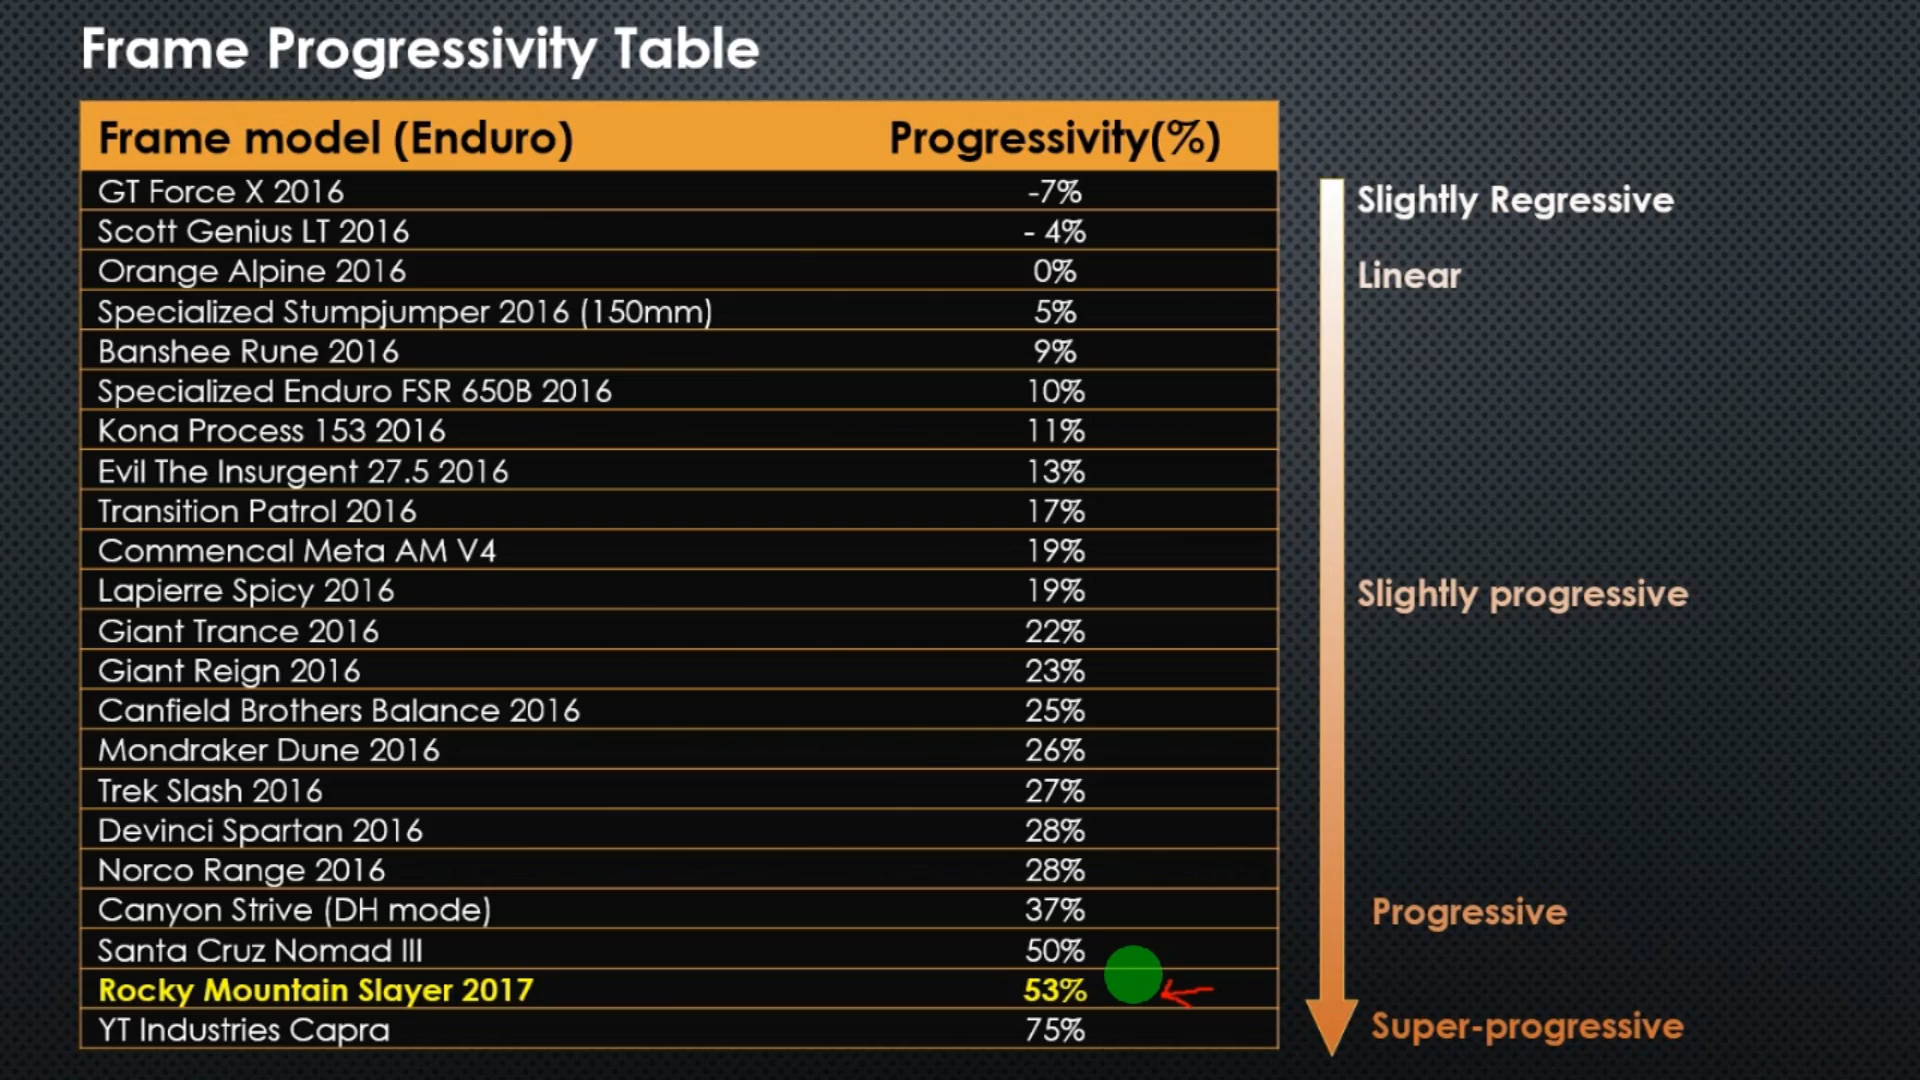 Frame Progressivity Table
Frame model (Enduro) Progressivity(%)
GT Force X 2016 -7%
Slightly Regressive
Scott Genius LT 2016 - 4%
Orange Alpine 2016 0%
Linear
Specialized Stumpjumper 2016 (150mm) 5%
Banshee Rune 2016 9%
Specialized Enduro FSR 650B 2016 10%
Kona Process 153 2016 11%
Evil The Insurgent 27.5 2016 13%
Transition Patrol 2016 17%
Commencal Meta AM V4 19%
Lapierre Spicy 2016 19%
Slightly progressive
Giant Trance 2016 22%
Giant Reign 2016 23%
Canfield Brothers Balance 2016 25%
Mondraker Dune 2016 26%
Trek Slash 2016 27%
Devinci Spartan 2016 28%
Norco Range 2016 28%
Canyon Strive (DH mode) 37%
Progressive
Santa Cruz Nomad III 50%
Rocky Mountain Slayer 2017 53%
YT Industries Capra 75%
Super-progressive